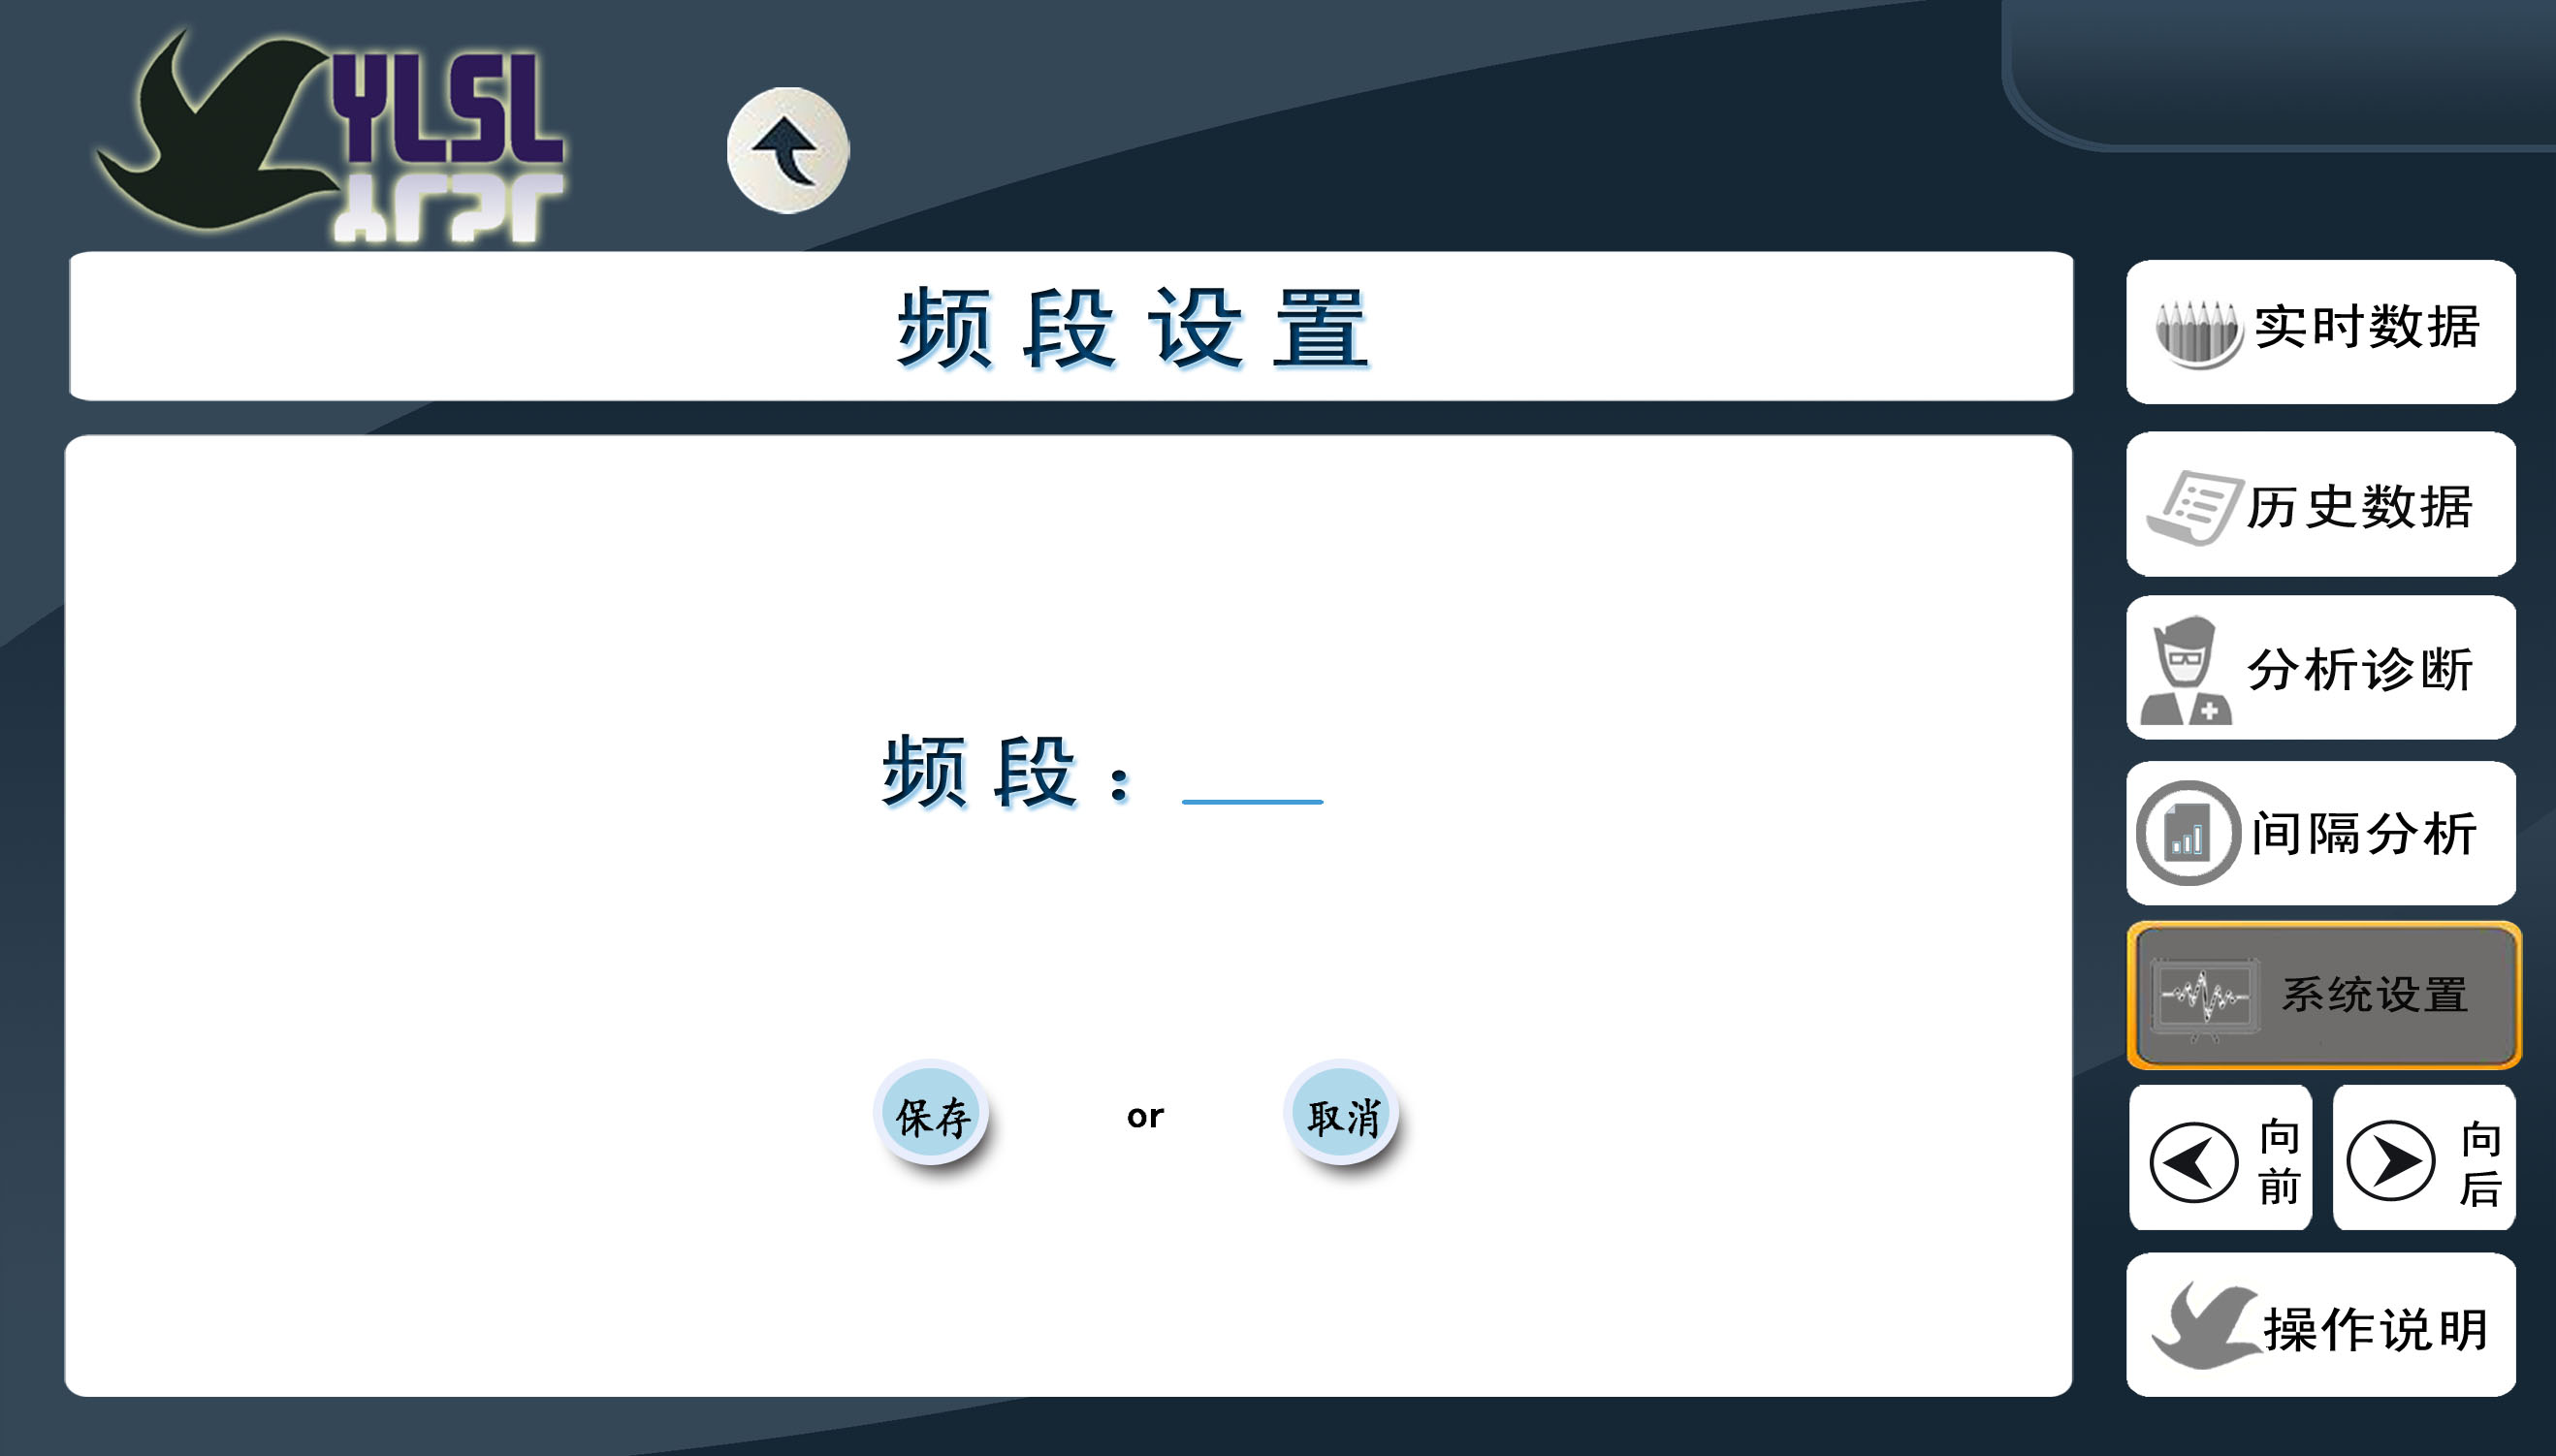 YLSL
频段设置
频段：
保存 or 取消
实时数据
历史数据
分析诊断
间隔分析
系统设置
向前
向后
操作说明